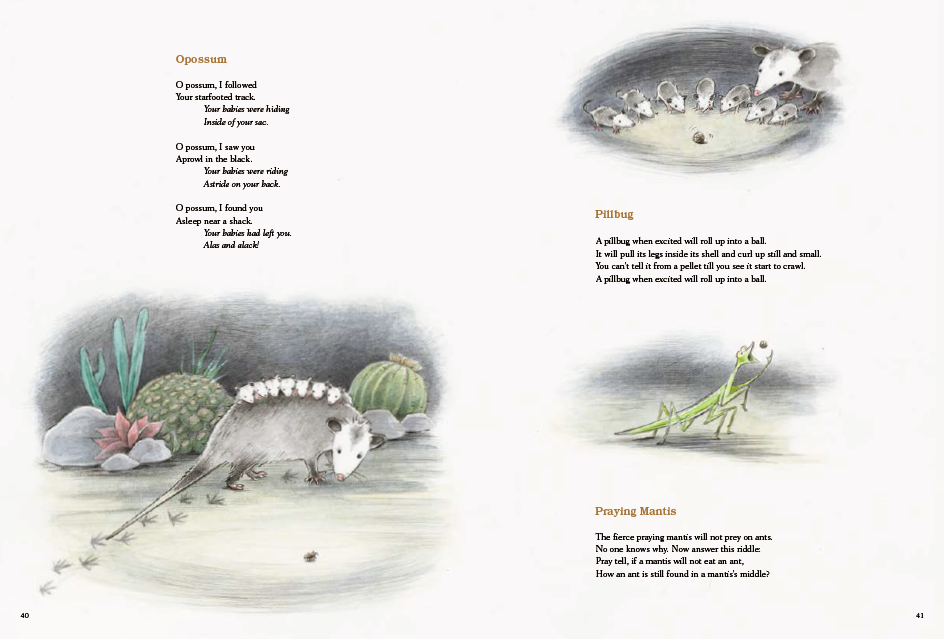 Opossum
O possum, I followed
Your starfooted track.
Your babies were hiding
Inside of your sac.
O possum, I saw you
Aprowl in the black.
Your babies were riding
Astride on your back.
O possum, I found you
Asleep near a shack.
Your babies had left you.
Alas and alack!
40
Pillbug
A pillbug when excited will roll up into a ball.
It will pull its legs inside its shell and curl up still and small.
You can't tell it from a pellet till you see it start to crawl.
A pillbug when excited will roll up into a ball.
Praying Mantis
The fierce praying mantis will not prey on ants.
No one knows why. Now answer this riddle:
Pray tell, if a mantis will not eat an ant,
How an ant is still found in a mantis's middle?
41